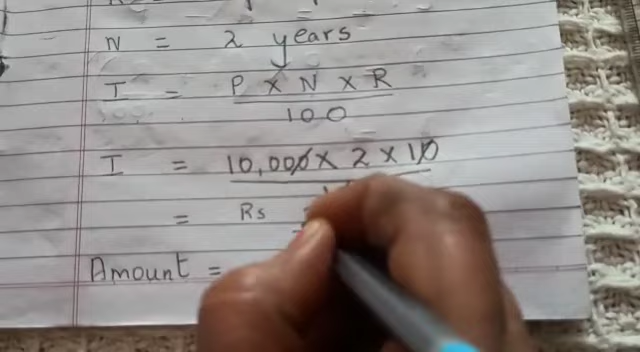 N = 2 years
I = P x N x R
100
I = 10,000 x 2 x 10
= Rs
Amount =